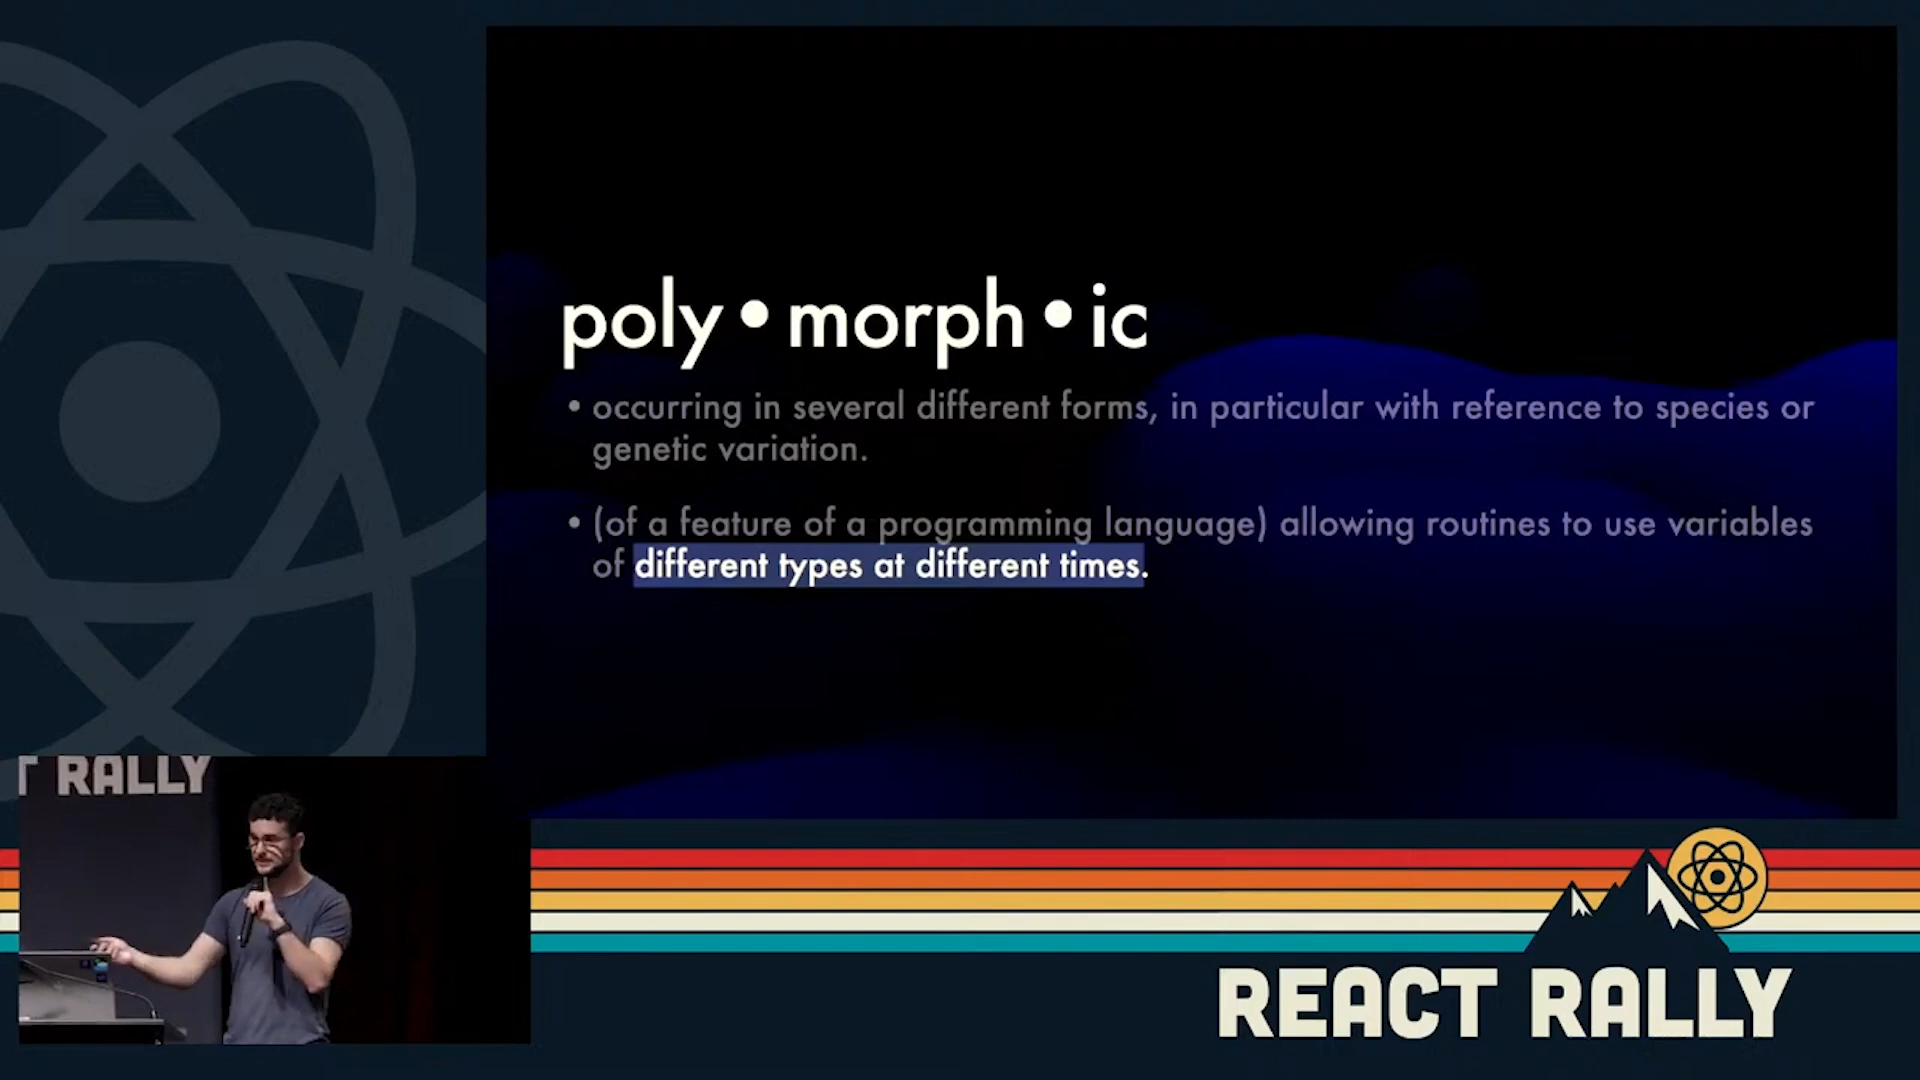 poly•morph•ic
• occurring in several different forms, in particular with reference to species or
genetic variation.
• (of a feature of a programming language) allowing routines to use variables
of different types at different times.
T RALLY
REACT RALLY